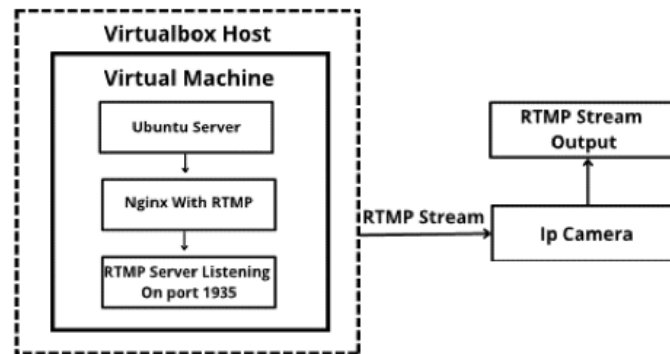 Virtualbox Host
Virtual Machine
Ubuntu Server
Nginx With RTMP
RTMP Server Listening
On port 1935
RTMP Stream
RTMP Stream
Output
Ip Camera